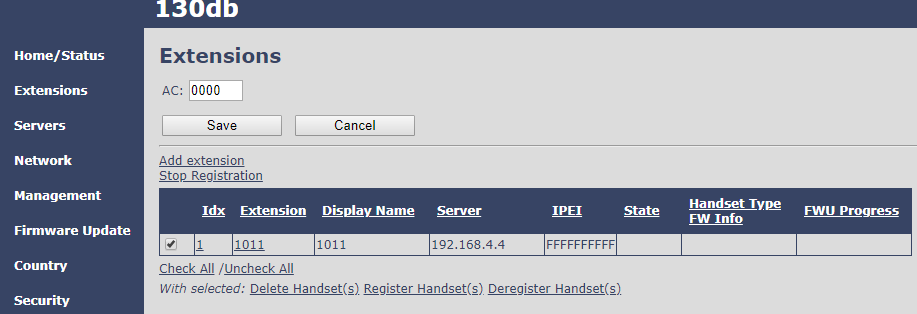 130db
Home/Status
Extensions
Servers
Network
Management
Firmware Update
Country
Security
Extensions
AC: 0000
Save Cancel
Add extension
Stop Registration
Idx Extension Display Name Server IPEI State Handset Type FWU Progress
FW Info
1 1011 1011 192.168.4.4 FFFFFFFFFF
Check All /Uncheck All
With selected: Delete Handset(s) Register Handset(s) Deregister Handset(s)